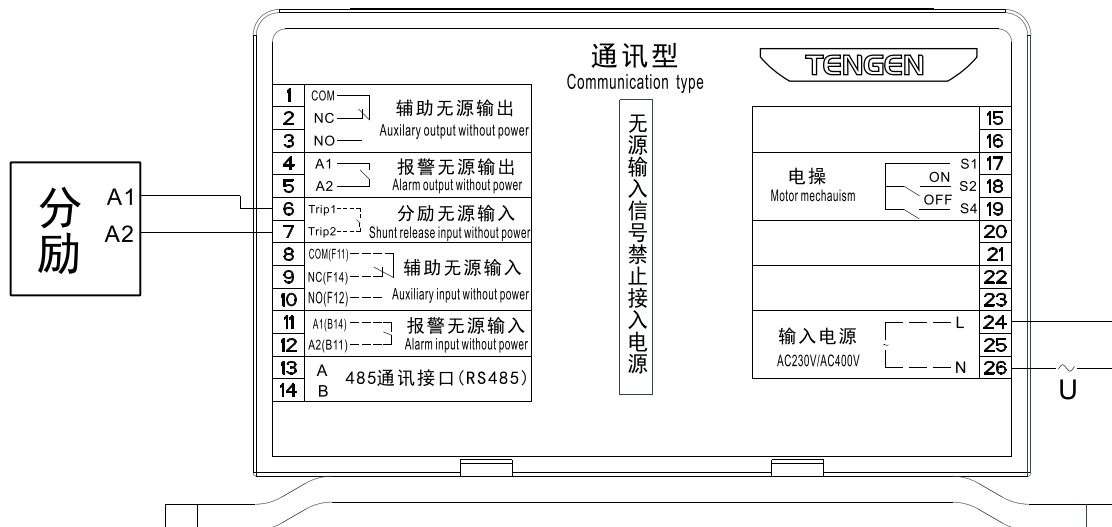 通讯型
Communication type
TENGEN
分励
A1
A2
1 COM
2 NC
3 NO
辅助无源输出
Auxilary output without power
4 A1
5 A2
报警无源输出
Alarm output without power
6 Trip1
7 Trip2
分励无源输入
Shunt release input without power
8 COM(F11)
9 NC(F14)
10 NO(F12)
辅助无源输入
Auxiliary input without power
11 A1(B14)
12 A2(B11)
报警无源输入
Alarm input without power
13 A
14 B
485通讯接口(RS485)
无源输入信号禁止接入电源
15
16
电操
Motor mechauism
S1 17
ON S2 18
OFF S4 19
20
21
22
23
输入电源
AC230V/AC400V
~
L 24
25
N 26
~
U